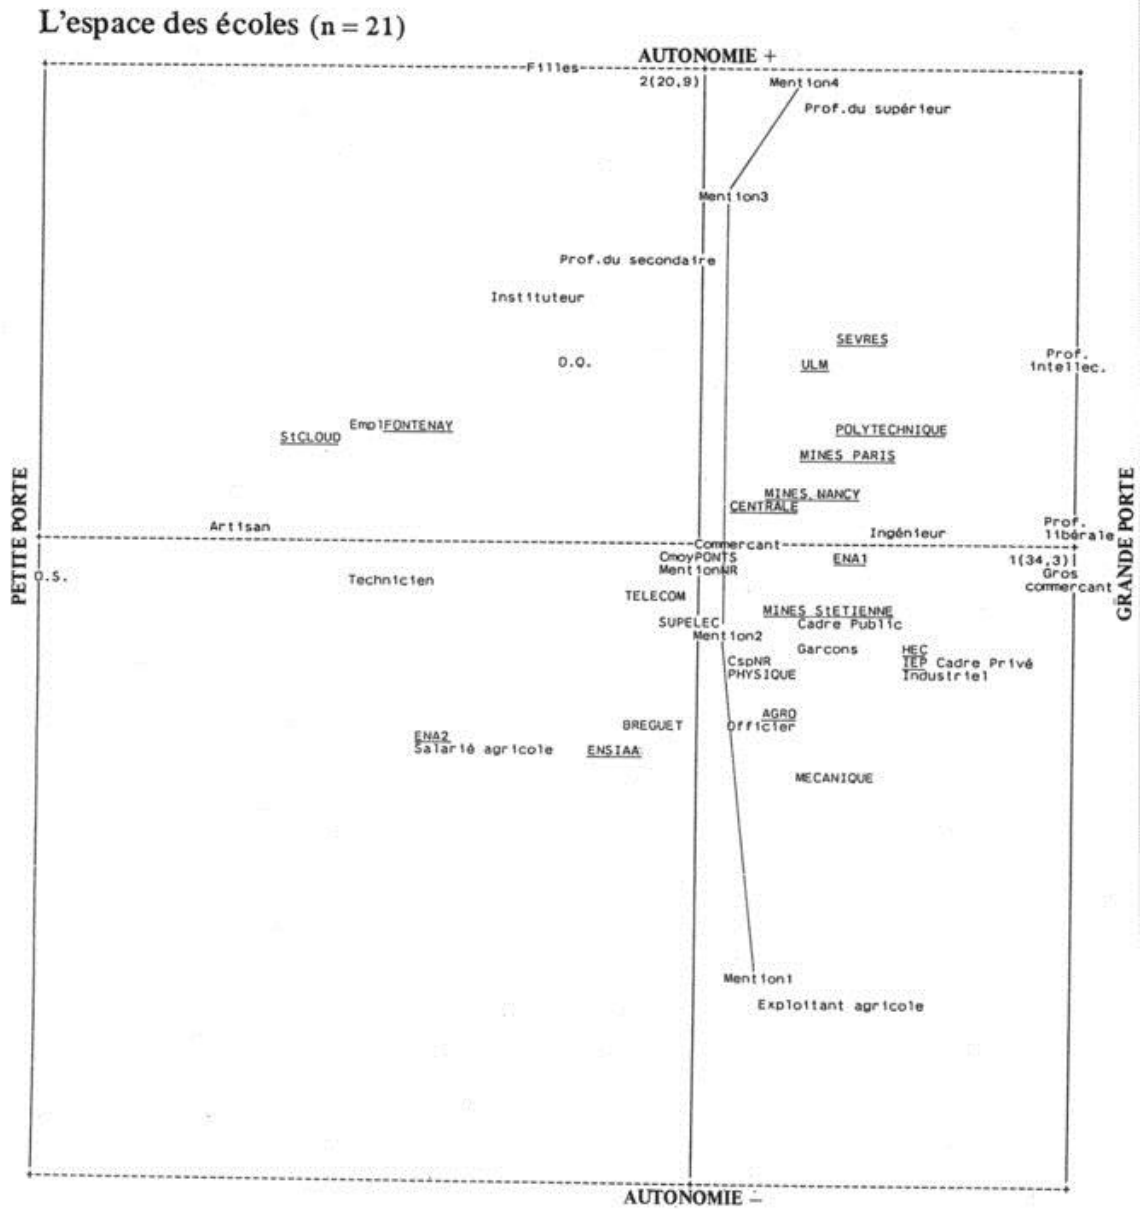 L'espace des écoles (n = 21)
AUTONOMIE +
Filles
2(20,9)
Mention4
Prof.du supérieur
Mention3
Prof.du secondaire
Instituteur
SEVRES
O.Q.
ULM
Prof.
intellec.
EmplFONTENAY
StCLOUD
POLYTECHNIQUE
MINES PARIS
MINES NANCY
CENTRALE
PETITE PORTE
GRANDE PORTE
Artisan
Ingénieur
Prof.
libérale
Commercant
CmoyPONTS
ENA1
1(34,3)
MentionNR
Gros
commercant
O.S.
Technicien
TELECOM
MINES StETIENNE
SUPELEC
Cadre Public
Mention2
Garcons
HEC
CspNR
IEP Cadre Privé
PHYSIQUE
Industriel
AGRO
BREGUET
Officier
ENA2
Salarié agricole
ENSIAA
MECANIQUE
Mention1
Exploitant agricole
AUTONOMIE −